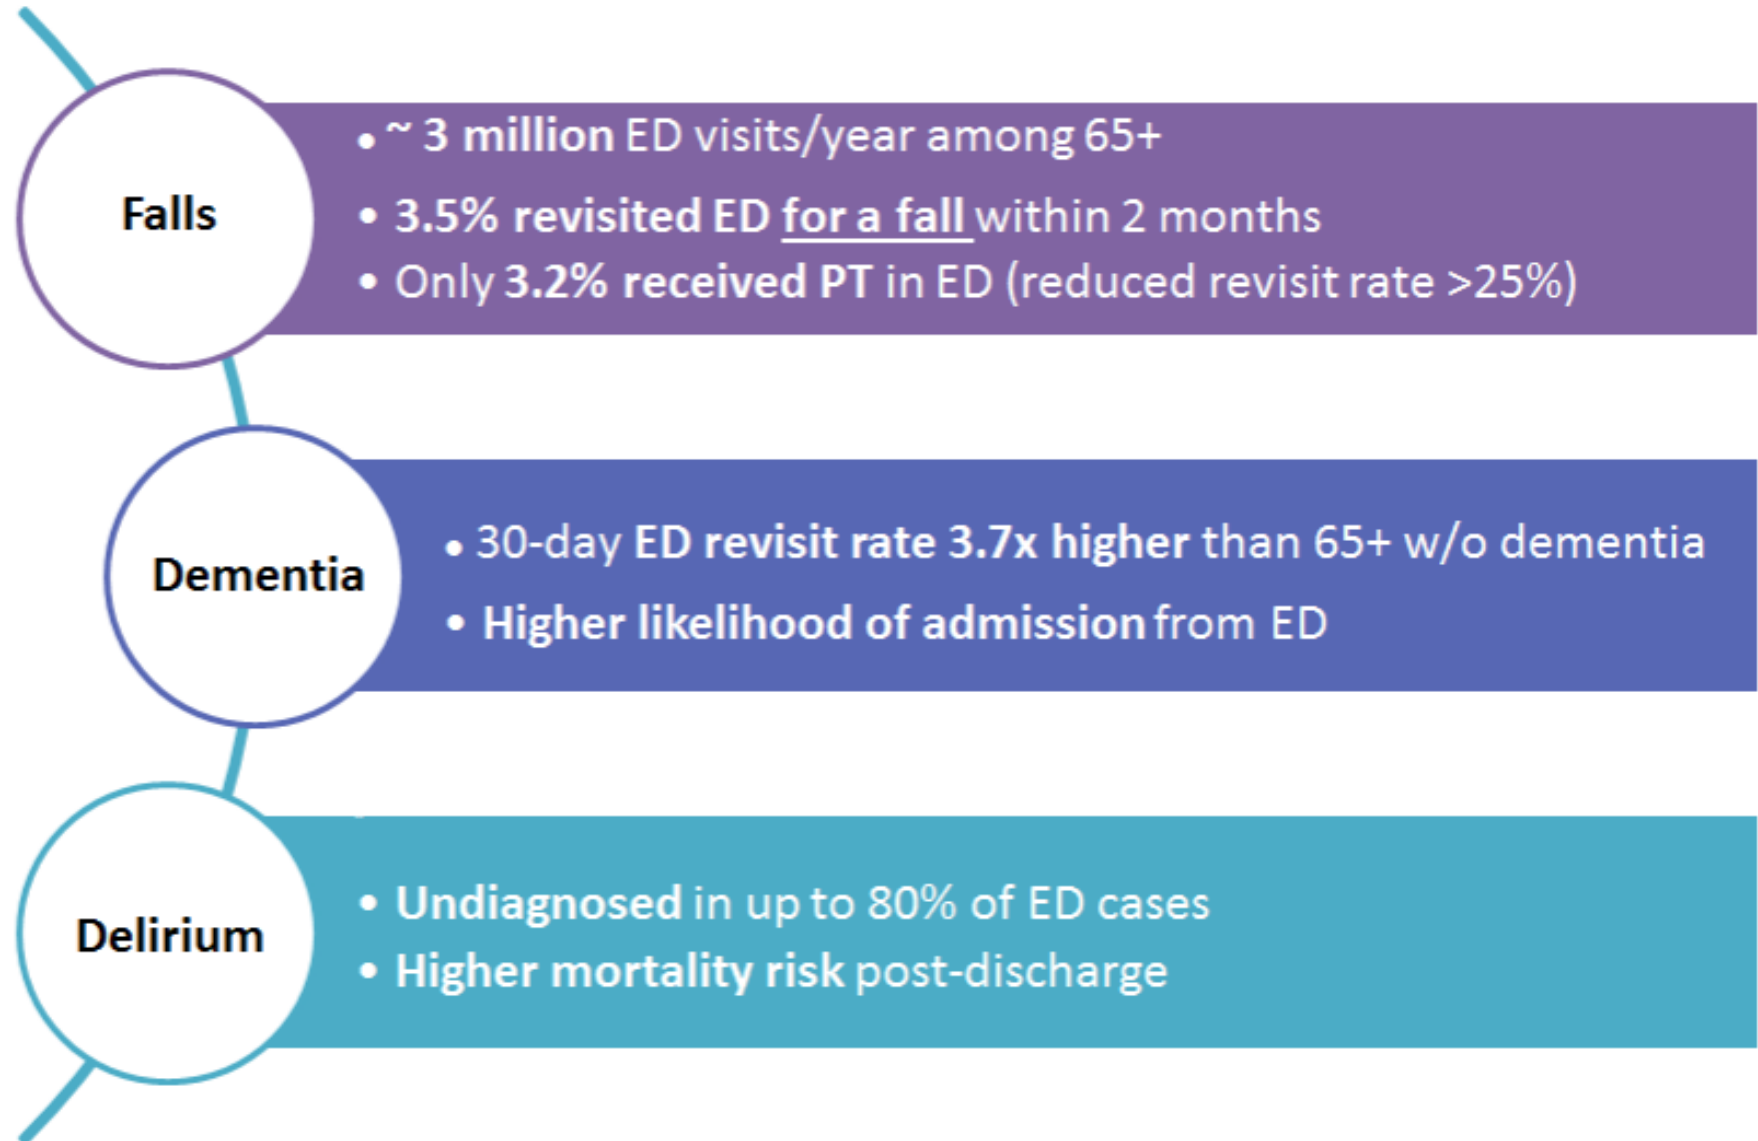 Falls
• ~ 3 million ED visits/year among 65+
• 3.5% revisited ED for a fall within 2 months
• Only 3.2% received PT in ED (reduced revisit rate >25%)
Dementia
• 30-day ED revisit rate 3.7x higher than 65+ w/o dementia
• Higher likelihood of admission from ED
Delirium
• Undiagnosed in up to 80% of ED cases
• Higher mortality risk post-discharge